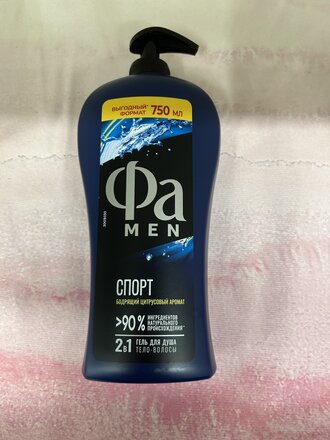 ВЫГОДНЫЙ*
ФОРМАТ 750 МЛ
Фа
MEN
СПОРТ
БОДРЯЩИЙ ЦИТРУСОВЫЙ АРОМАТ
>90% ИНГРЕДИЕНТОВ
НАТУРАЛЬНОГО
ПРОИСХОЖДЕНИЯ**
2в1 ГЕЛЬ ДЛЯ ДУША
ТЕЛО·ВОЛОСЫ